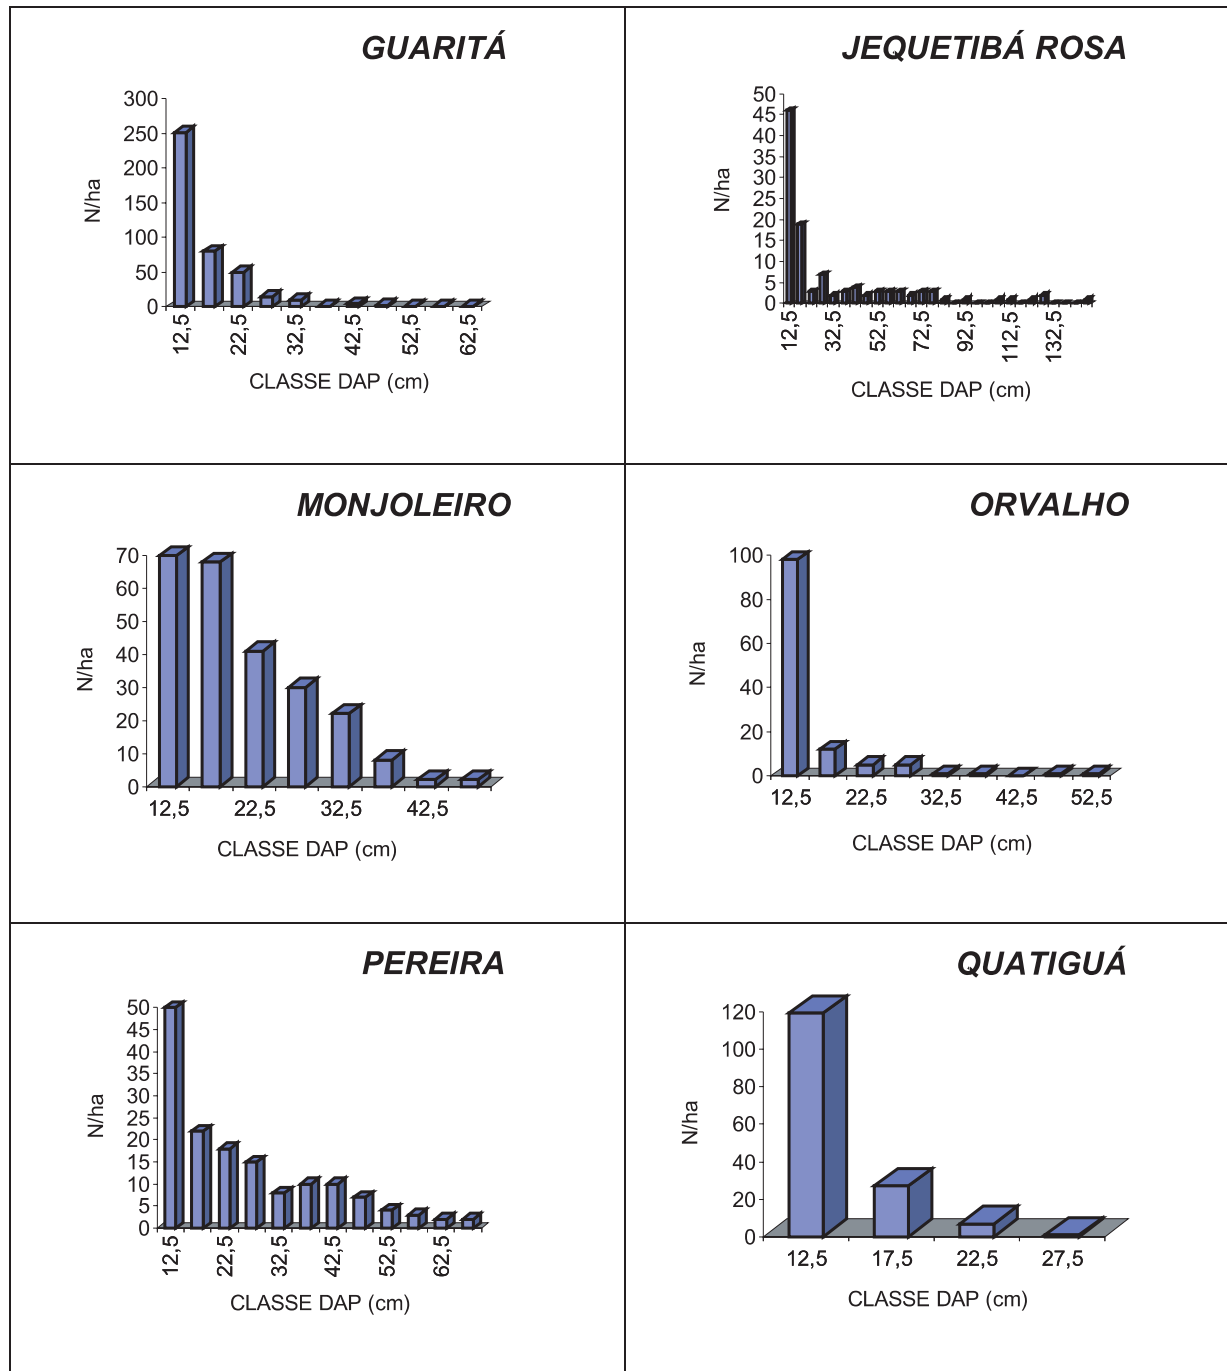 GUARITÁ
300
250
200
150
100
50
0
N/ha
12,5 22,5 32,5 42,5 52,5 62,5
CLASSE DAP (cm)
JEQUETIBÁ ROSA
50
45
40
35
30
25
20
15
10
5
0
N/ha
12,5 32,5 52,5 72,5 92,5 112,5 132,5
CLASSE DAP (cm)
MONJOLEIRO
70
60
50
40
30
20
10
0
N/ha
12,5 22,5 32,5 42,5
CLASSE DAP (cm)
ORVALHO
100
80
60
40
20
0
N/ha
12,5 22,5 32,5 42,5 52,5
CLASSE DAP (cm)
PEREIRA
50
45
40
35
30
25
20
15
10
5
0
N/ha
12,5 22,5 32,5 42,5 52,5 62,5
CLASSE DAP (cm)
QUATIGUÁ
120
100
80
60
40
20
0
N/ha
12,5 17,5 22,5 27,5
CLASSE DAP (cm)